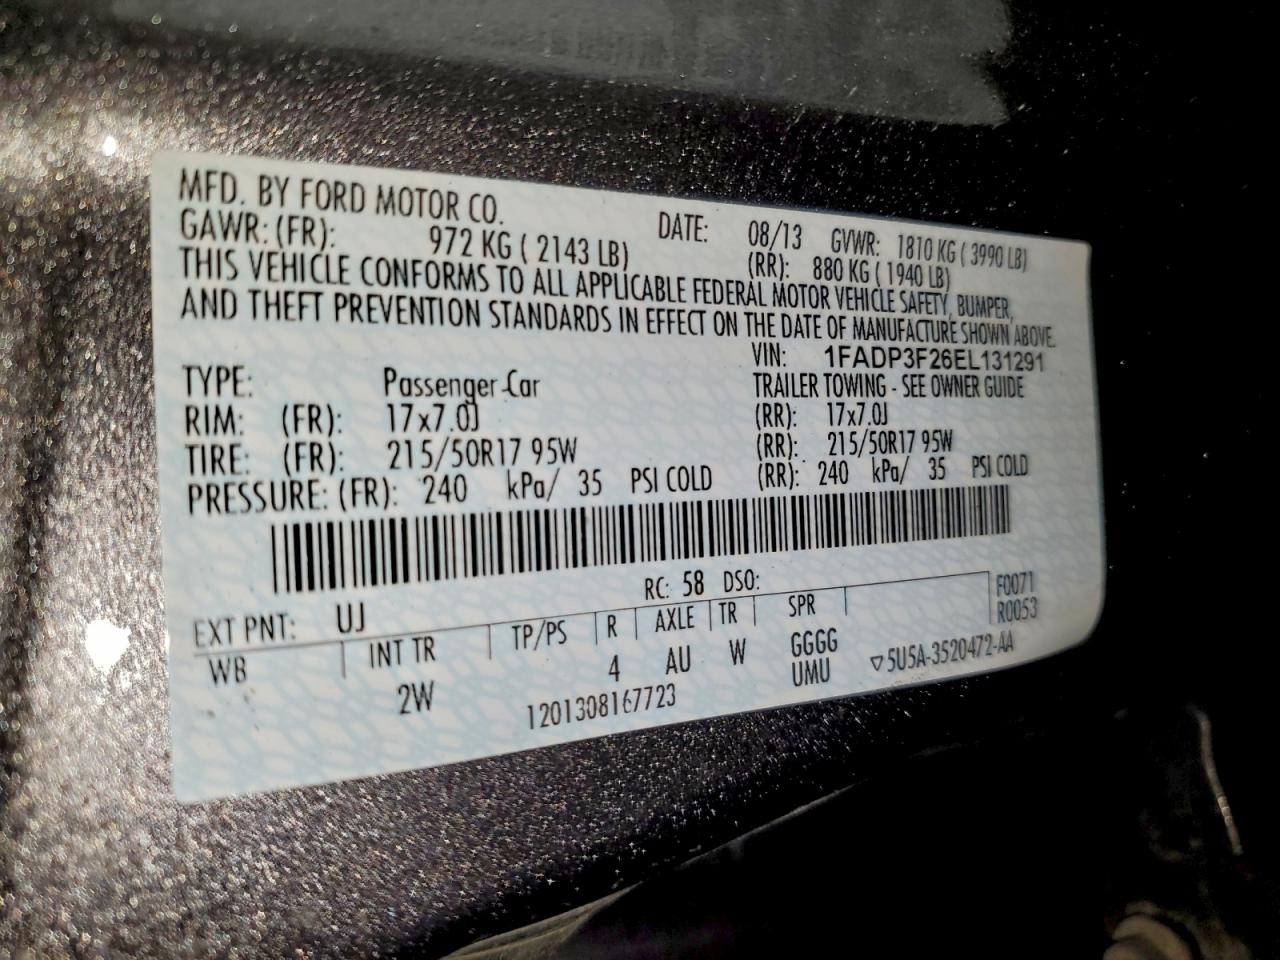 MFD. BY FORD MOTOR CO. DATE: 08/13 GVWR: 1810 KG ( 3990 LB)
GAWR: (FR): 972 KG ( 2143 LB) (RR): 880 KG ( 1940 LB)
THIS VEHICLE CONFORMS TO ALL APPLICABLE FEDERAL MOTOR VEHICLE SAFETY, BUMPER,
AND THEFT PREVENTION STANDARDS IN EFFECT ON THE DATE OF MANUFACTURE SHOWN ABOVE.
VIN: 1FADP3F26EL131291
TYPE: Passenger Car TRAILER TOWING - SEE OWNER GUIDE
RIM: (FR): 17x7.0J (RR): 17x7.0J
TIRE: (FR): 215/50R17 95W (RR): 215/50R17 95W
PRESSURE: (FR): 240 kPa/ 35 PSI COLD (RR): 240 kPa/ 35 PSI COLD
RC: 58 DSO: F0071
EXT PNT: UJ R0053
WB INT TR TP/PS R AXLE TR SPR
2W 4 AU W GGGG
1201308167723 UMU ▽5U5A-3520472-AA